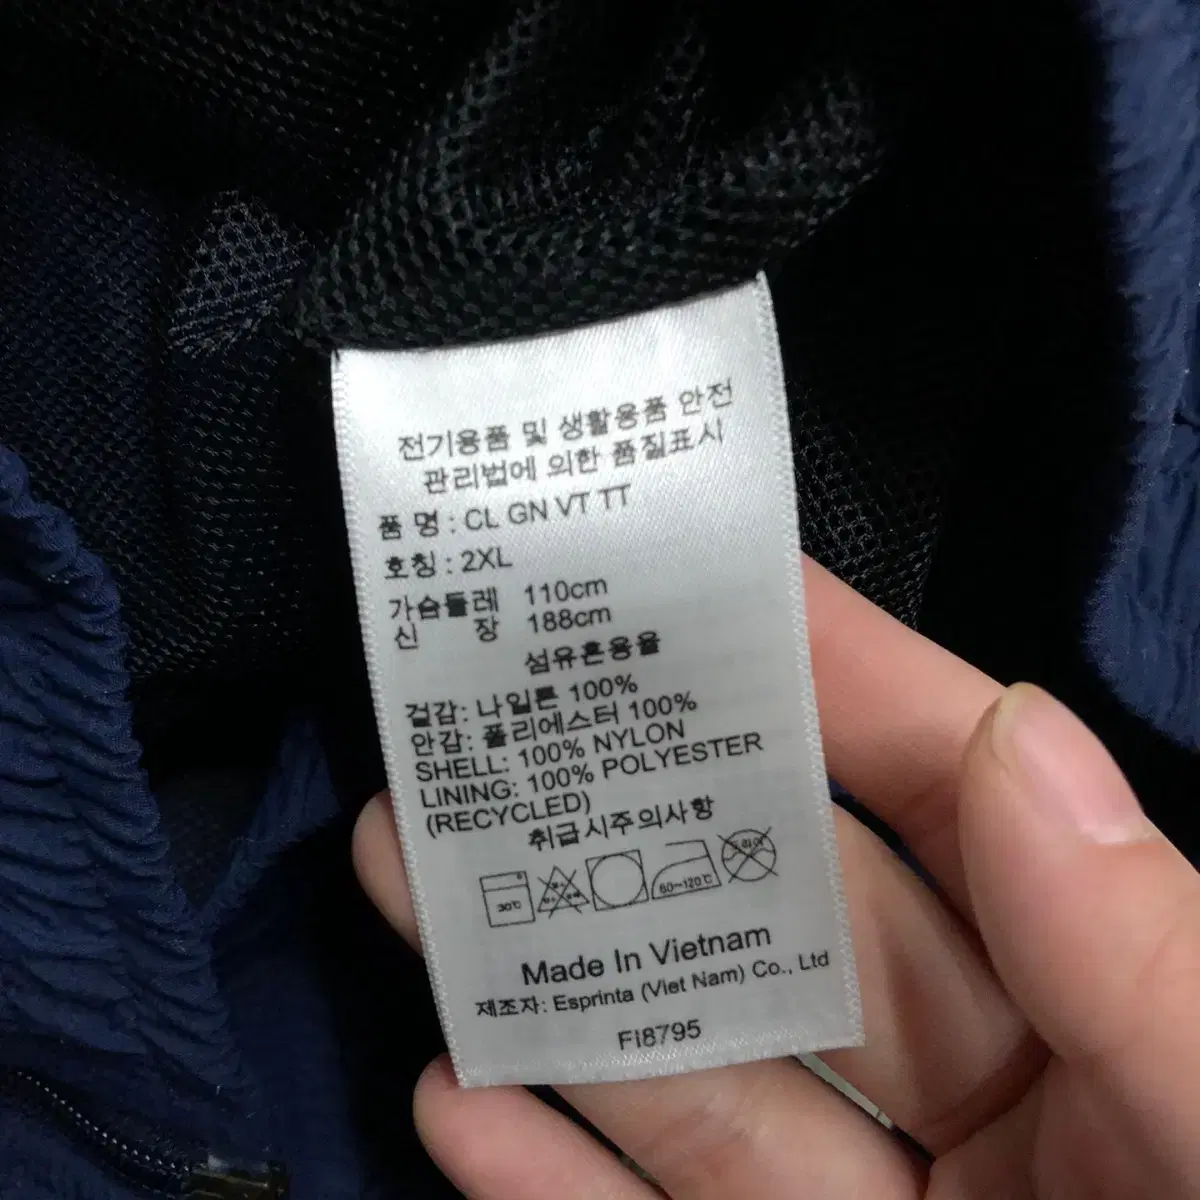 전기용품 및 생활용품 안전
관리법에 의한 품질표시
품 명 : CL GN VT TT
호칭 : 2XL
가슴둘레 110cm
신 장 188cm
섬유혼용율
겉감: 나일론 100%
안감: 폴리에스터 100%
SHELL: 100% NYLON
LINING: 100% POLYESTER
(RECYCLED)
취급시주의사항
30℃
60~120℃
드라이
Made In Vietnam
제조자: Esprinta (Viet Nam) Co., Ltd
FI8795